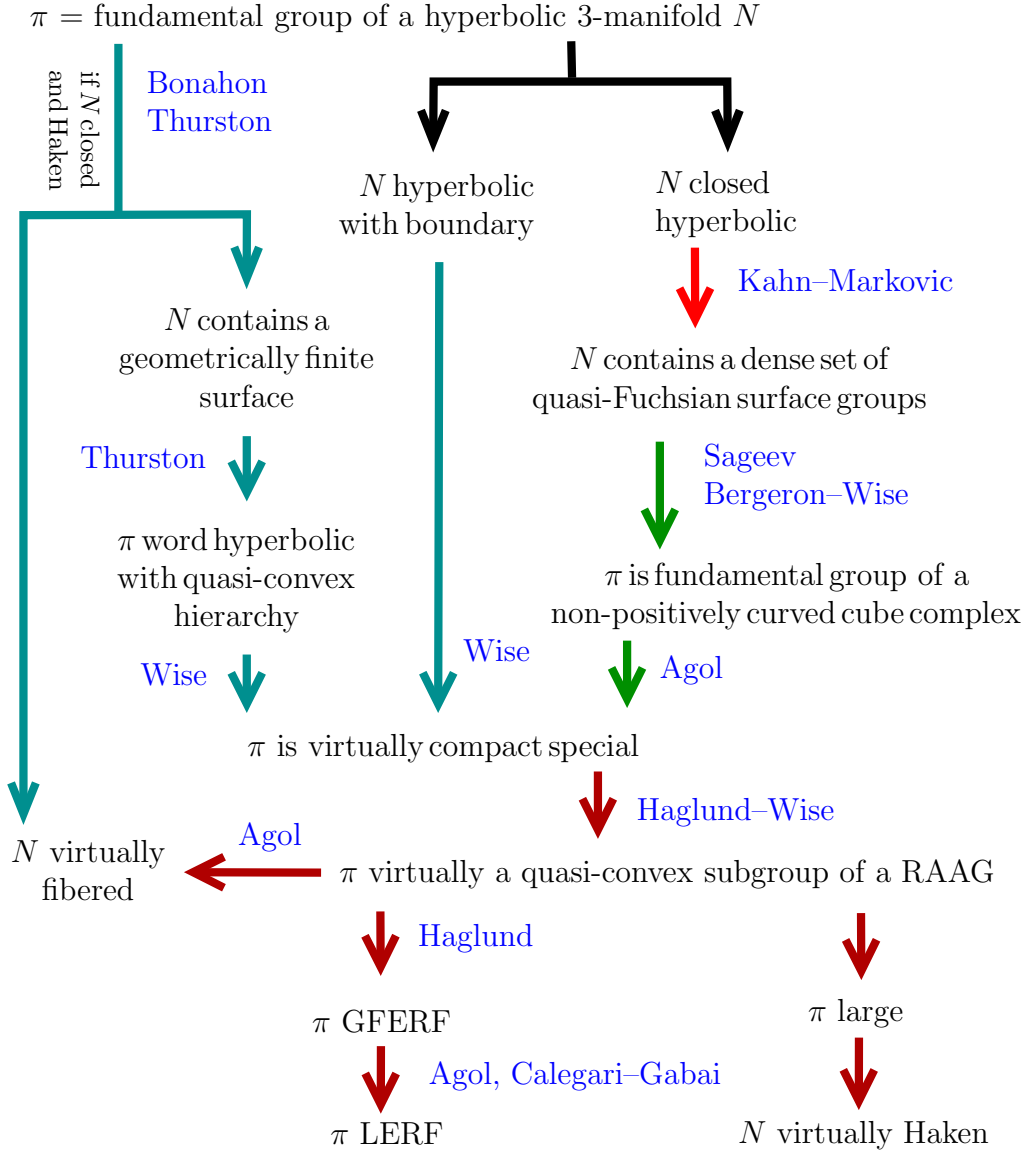 π = fundamental group of a hyperbolic 3-manifold N
if N closed
and Haken
Bonahon
Thurston
N hyperbolic
with boundary
N closed
hyperbolic
Kahn–Markovic
N contains a
geometrically finite
surface
N contains a dense set of
quasi-Fuchsian surface groups
Thurston
Sageev
Bergeron–Wise
π word hyperbolic
with quasi-convex
hierarchy
π is fundamental group of a
non-positively curved cube complex
Wise
Wise
Agol
π is virtually compact special
Haglund–Wise
Agol
N virtually
fibered
π virtually a quasi-convex subgroup of a RAAG
Haglund
π GFERF
π large
Agol, Calegari–Gabai
π LERF
N virtually Haken